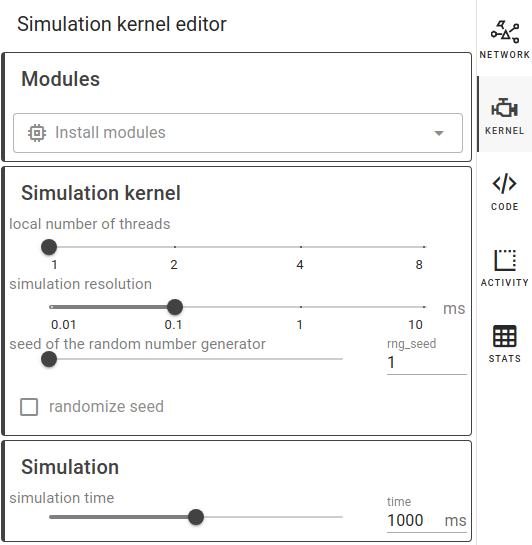 Simulation kernel editor
Modules
Install modules
Simulation kernel
local number of threads
1 2 4 8
simulation resolution
ms
0.01 0.1 1 10
seed of the random number generator
rng_seed
1
randomize seed
Simulation
simulation time
time
1000 ms
NETWORK
KERNEL
CODE
ACTIVITY
STATS